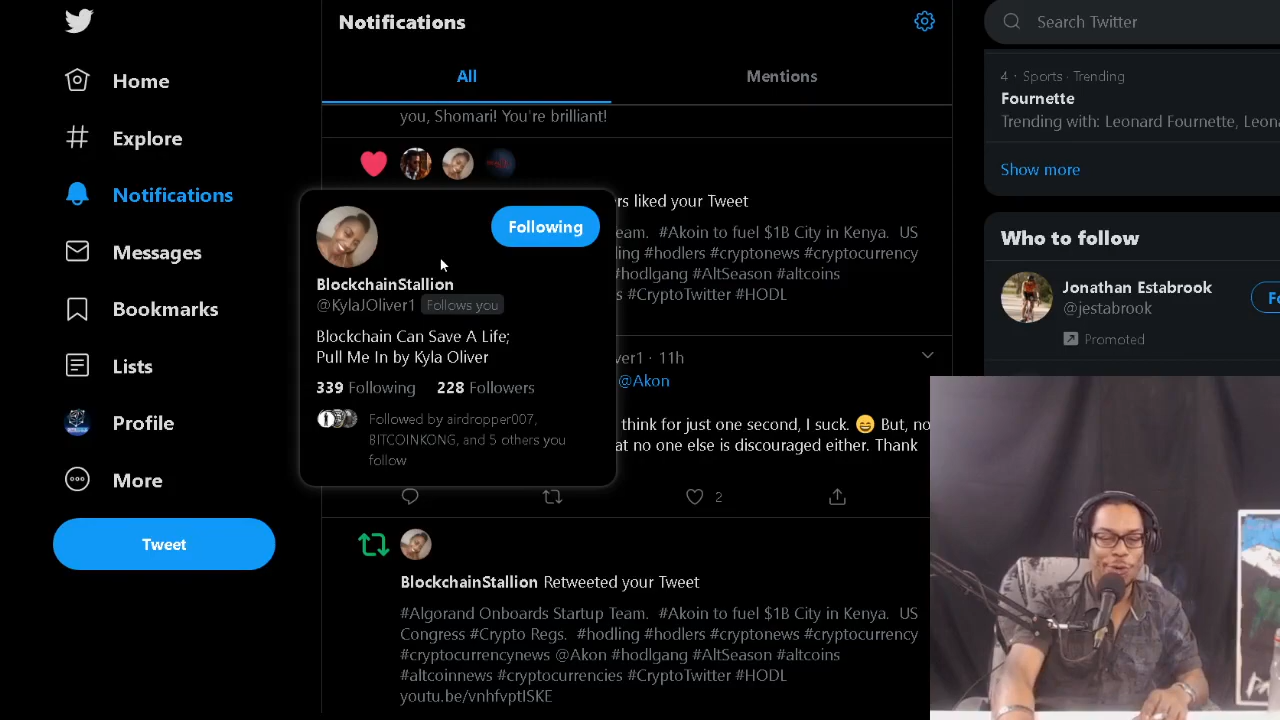 Home
Explore
Notifications
Messages
Bookmarks
Lists
Profile
More
Tweet
Notifications
All
Mentions
you, Shomari! You're brilliant!
liked your Tweet
#Akoin to fuel $1B City in Kenya. US
#hodling #hodlers #cryptonews #cryptocurrency
#hodlgang #AltSeason #altcoins
#CryptoTwitter #HODL
Following
BlockchainStallion
@KylaJOliver1 Follows you
Blockchain Can Save A Life;
Pull Me In by Kyla Oliver
339 Following 228 Followers
Followed by airdropper007,
BITCOINKONG, and 5 others you
follow
· 11h
@Akon
think for just one second, I suck. 😄 But, no
that no one else is discouraged either. Thank
2
BlockchainStallion Retweeted your Tweet
#Algorand Onboards Startup Team. #Akoin to fuel $1B City in Kenya. US
Congress #Crypto Regs. #hodling #hodlers #cryptonews #cryptocurrency
#cryptocurrencynews @Akon #hodlgang #AltSeason #altcoins
#altcoinnews #cryptocurrencies #CryptoTwitter #HODL
youtu.be/vnhfvptISKE
Search Twitter
4 · Sports · Trending
Fournette
Trending with: Leonard Fournette,
Show more
Who to follow
Jonathan Estabrook
@jestabrook
Promoted